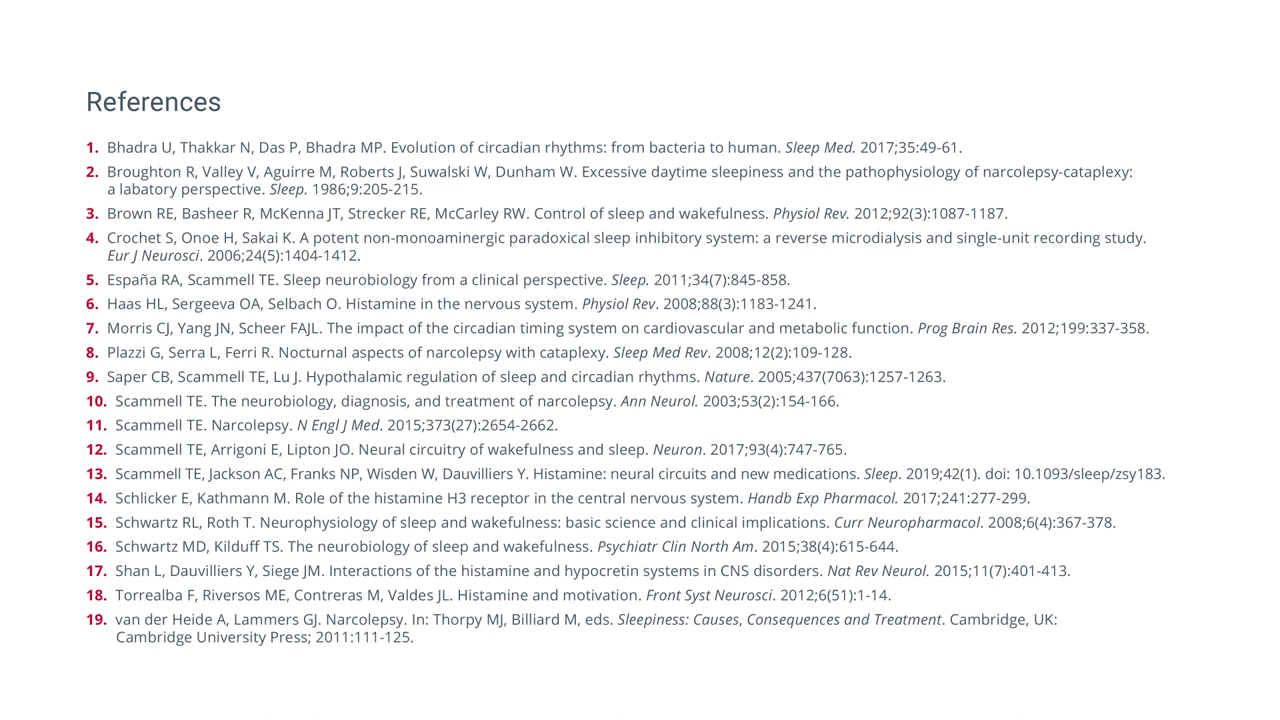 References
1. Bhadra U, Thakkar N, Das P, Bhadra MP. Evolution of circadian rhythms: from bacteria to human. Sleep Med. 2017;35:49-61.
2. Broughton R, Valley V, Aguirre M, Roberts J, Suwalski W, Dunham W. Excessive daytime sleepiness and the pathophysiology of narcolepsy-cataplexy:
a labatory perspective. Sleep. 1986;9:205-215.
3. Brown RE, Basheer R, McKenna JT, Strecker RE, McCarley RW. Control of sleep and wakefulness. Physiol Rev. 2012;92(3):1087-1187.
4. Crochet S, Onoe H, Sakai K. A potent non-monoaminergic paradoxical sleep inhibitory system: a reverse microdialysis and single-unit recording study.
Eur J Neurosci. 2006;24(5):1404-1412.
5. España RA, Scammell TE. Sleep neurobiology from a clinical perspective. Sleep. 2011;34(7):845-858.
6. Haas HL, Sergeeva OA, Selbach O. Histamine in the nervous system. Physiol Rev. 2008;88(3):1183-1241.
7. Morris CJ, Yang JN, Scheer FAJL. The impact of the circadian timing system on cardiovascular and metabolic function. Prog Brain Res. 2012;199:337-358.
8. Plazzi G, Serra L, Ferri R. Nocturnal aspects of narcolepsy with cataplexy. Sleep Med Rev. 2008;12(2):109-128.
9. Saper CB, Scammell TE, Lu J. Hypothalamic regulation of sleep and circadian rhythms. Nature. 2005;437(7063):1257-1263.
10. Scammell TE. The neurobiology, diagnosis, and treatment of narcolepsy. Ann Neurol. 2003;53(2):154-166.
11. Scammell TE. Narcolepsy. N Engl J Med. 2015;373(27):2654-2662.
12. Scammell TE, Arrigoni E, Lipton JO. Neural circuitry of wakefulness and sleep. Neuron. 2017;93(4):747-765.
13. Scammell TE, Jackson AC, Franks NP, Wisden W, Dauvilliers Y. Histamine: neural circuits and new medications. Sleep. 2019;42(1). doi: 10.1093/sleep/zsy183.
14. Schlicker E, Kathmann M. Role of the histamine H3 receptor in the central nervous system. Handb Exp Pharmacol. 2017;241:277-299.
15. Schwartz RL, Roth T. Neurophysiology of sleep and wakefulness: basic science and clinical implications. Curr Neuropharmacol. 2008;6(4):367-378.
16. Schwartz MD, Kilduff TS. The neurobiology of sleep and wakefulness. Psychiatr Clin North Am. 2015;38(4):615-644.
17. Shan L, Dauvilliers Y, Siege JM. Interactions of the histamine and hypocretin systems in CNS disorders. Nat Rev Neurol. 2015;11(7):401-413.
18. Torrealba F, Riversos ME, Contreras M, Valdes JL. Histamine and motivation. Front Syst Neurosci. 2012;6(51):1-14.
19. van der Heide A, Lammers GJ. Narcolepsy. In: Thorpy MJ, Billiard M, eds. Sleepiness: Causes, Consequences and Treatment. Cambridge, UK:
Cambridge University Press; 2011:111-125.